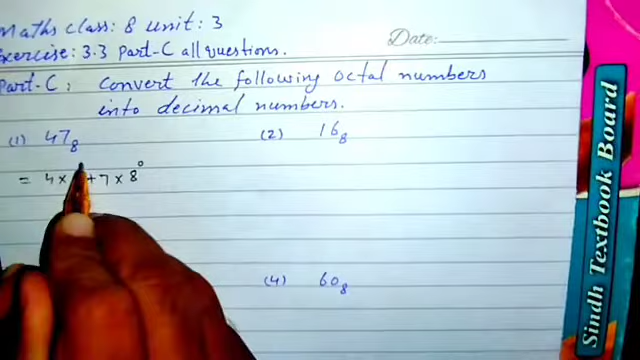 Maths class: 8 unit: 3
Exercise: 3.3 Part-C all questions.
Date:
Part-C: Convert the following octal numbers
into decimal numbers.
(1) 47₈ (2) 16₈
= 4 × + 7 × 8⁰
(4) 60₈
Sindh Textbook Board